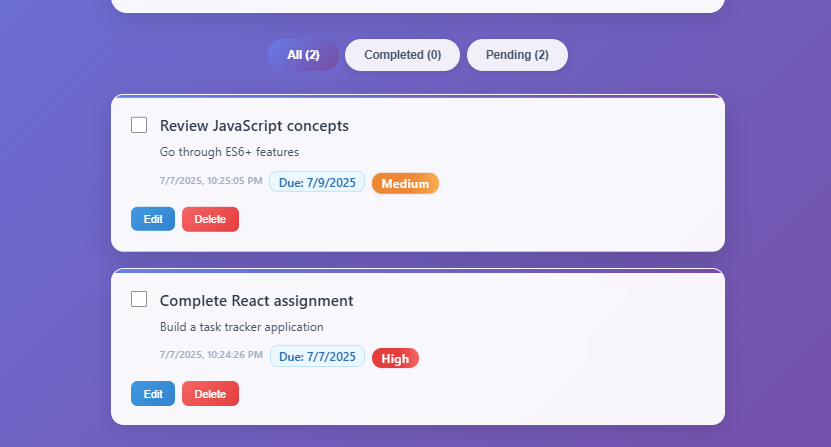 All (2) Completed (0) Pending (2)
Review JavaScript concepts
Go through ES6+ features
7/7/2025, 10:25:05 PM Due: 7/9/2025 Medium
Edit Delete
Complete React assignment
Build a task tracker application
7/7/2025, 10:24:26 PM Due: 7/7/2025 High
Edit Delete